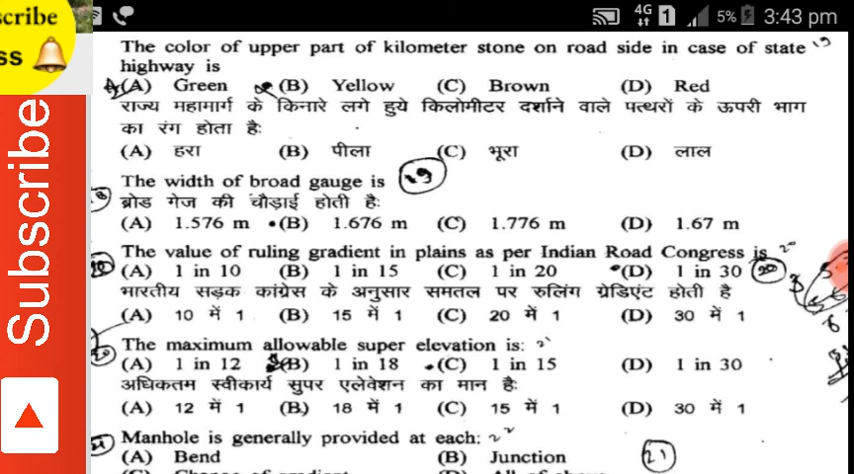 scribe
ss
4G
1
5%
3:43 pm
Subscribe
The color of upper part of kilometer stone on road side in case of state 19
highway is
(A) Green (B) Yellow (C) Brown (D) Red
राज्य महामार्ग के किनारे लगे हुये किलोमीटर दर्शाने वाले पत्थरों के ऊपरी भाग
का रंग होता है:
(A) हरा (B) पीला (C) भूरा (D) लाल
The width of broad gauge is 19
ब्रोड गेज की चौड़ाई होती है:
(A) 1.576 m (B) 1.676 m (C) 1.776 m (D) 1.67 m
The value of ruling gradient in plains as per Indian Road Congress is 20
(A) 1 in 10 (B) 1 in 15 (C) 1 in 20 (D) 1 in 30 20
भारतीय सड़क कांग्रेस के अनुसार समतल पर रुलिंग ग्रेडिएंट होती है
(A) 10 में 1 (B) 15 में 1 (C) 20 में 1 (D) 30 में 1
The maximum allowable super elevation is:
(A) 1 in 12 (B) 1 in 18 (C) 1 in 15 (D) 1 in 30
अधिकतम स्वीकार्य सुपर एलेवेशन का मान है:
(A) 12 में 1 (B) 18 में 1 (C) 15 में 1 (D) 30 में 1
Manhole is generally provided at each:
(A) Bend (B) Junction 21